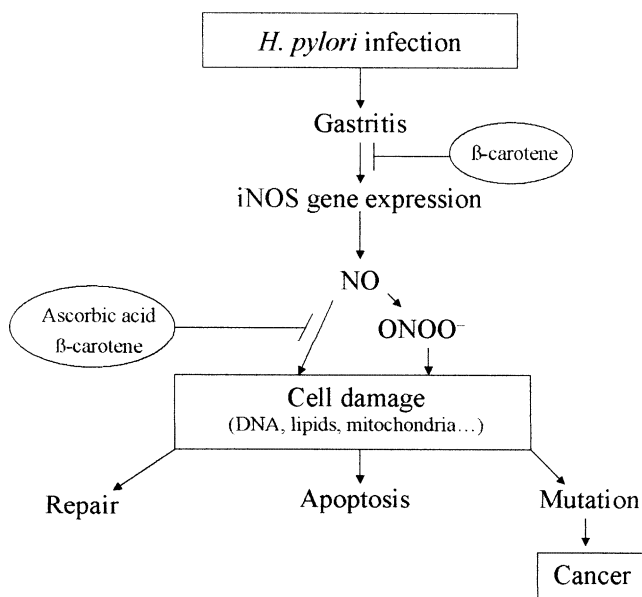 H. pylori infection
Gastritis
ß-carotene
iNOS gene expression
NO
Ascorbic acid
ß-carotene
ONOO⁻
Cell damage
(DNA, lipids, mitochondria…)
Repair
Apoptosis
Mutation
Cancer